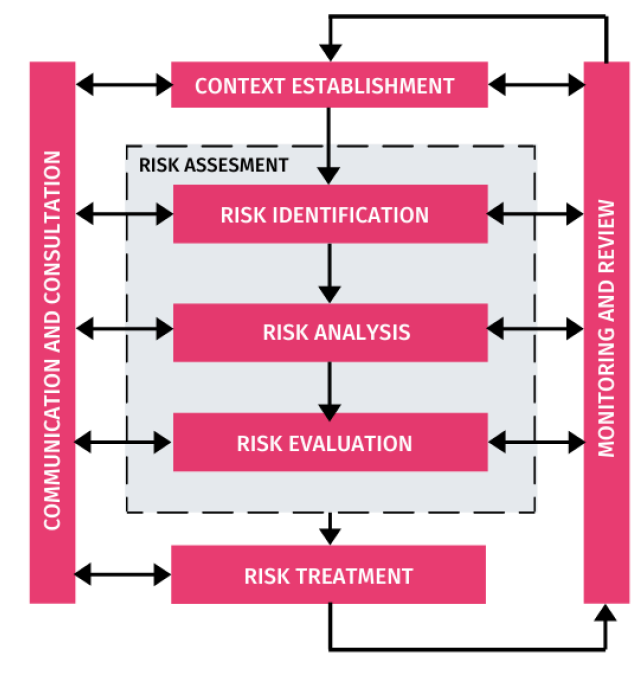 CONTEXT ESTABLISHMENT
RISK ASSESMENT
RISK IDENTIFICATION
RISK ANALYSIS
RISK EVALUATION
RISK TREATMENT
COMMUNICATION AND CONSULTATION
MONITORING AND REVIEW